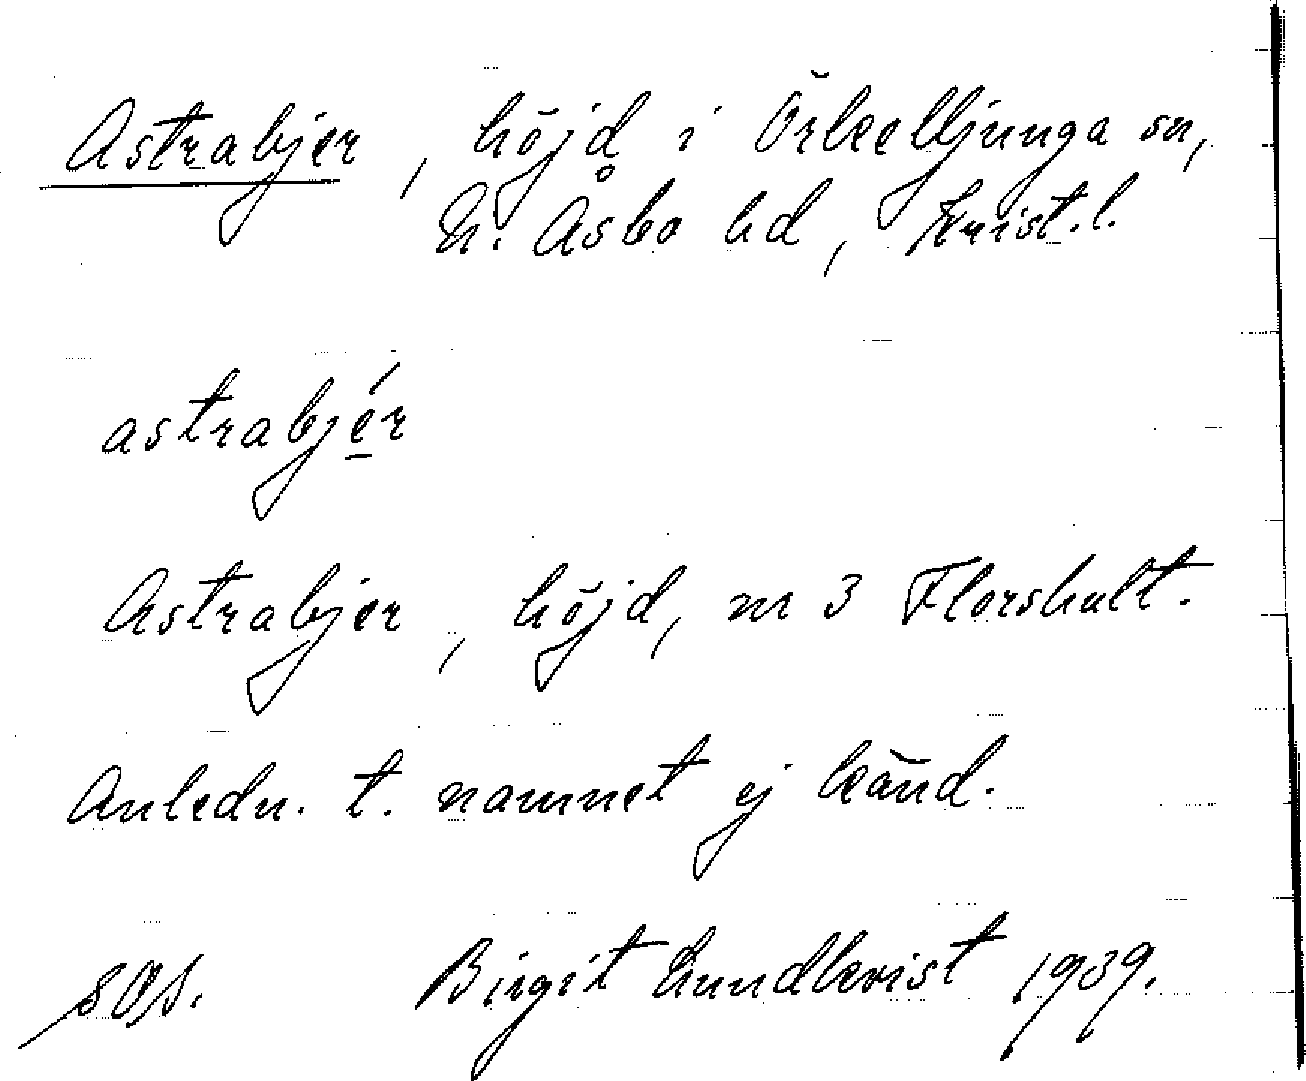 Astrabjer, höjd i Örkelljunga sn,
N. Åsbo hd, Krist. l.
astrabjér
Astrabjer, höjd, nr 3 Florshult.
Anledn. t. namnet ej känd.
Birgit Lundkvist 1939.